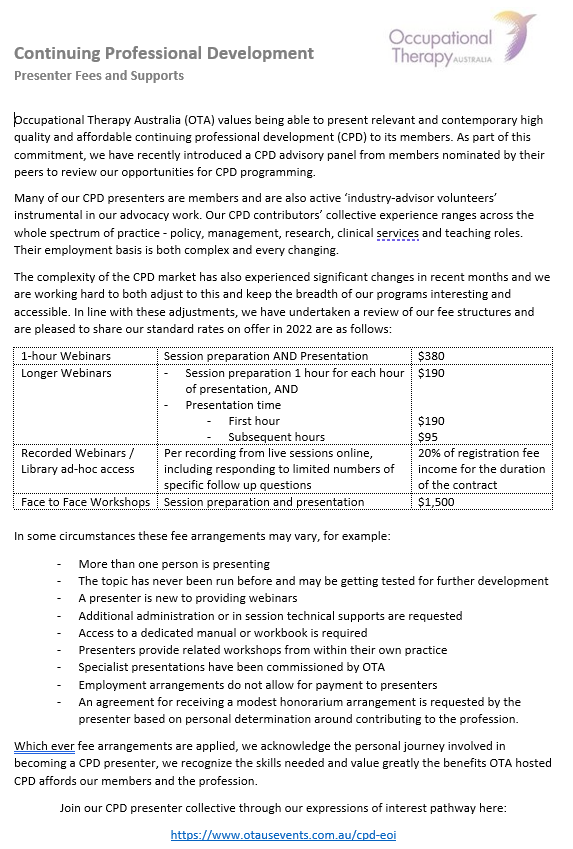 Continuing Professional Development
Presenter Fees and Supports
Occupational
Therapy AUSTRALIA
Occupational Therapy Australia (OTA) values being able to present relevant and contemporary high
quality and affordable continuing professional development (CPD) to its members. As part of this
commitment, we have recently introduced a CPD advisory panel from members nominated by their
peers to review our opportunities for CPD programming.
Many of our CPD presenters are members and are also active ‘industry-advisor volunteers’
instrumental in our advocacy work. Our CPD contributors’ collective experience ranges across the
whole spectrum of practice - policy, management, research, clinical services and teaching roles.
Their employment basis is both complex and every changing.
The complexity of the CPD market has also experienced significant changes in recent months and we
are working hard to both adjust to this and keep the breadth of our programs interesting and
accessible. In line with these adjustments, we have undertaken a review of our fee structures and
are pleased to share our standard rates on offer in 2022 are as follows:
1-hour Webinars Session preparation AND Presentation $380
Longer Webinars - Session preparation 1 hour for each hour $190
of presentation, AND
- Presentation time
- First hour $190
- Subsequent hours $95
Recorded Webinars / Per recording from live sessions online, 20% of registration fee
Library ad-hoc access including responding to limited numbers of income for the duration
specific follow up questions of the contract
Face to Face Workshops Session preparation and presentation $1,500
In some circumstances these fee arrangements may vary, for example:
- More than one person is presenting
- The topic has never been run before and may be getting tested for further development
- A presenter is new to providing webinars
- Additional administration or in session technical supports are requested
- Access to a dedicated manual or workbook is required
- Presenters provide related workshops from within their own practice
- Specialist presentations have been commissioned by OTA
- Employment arrangements do not allow for payment to presenters
- An agreement for receiving a modest honorarium arrangement is requested by the
presenter based on personal determination around contributing to the profession.
Which ever fee arrangements are applied, we acknowledge the personal journey involved in
becoming a CPD presenter, we recognize the skills needed and value greatly the benefits OTA hosted
CPD affords our members and the profession.
Join our CPD presenter collective through our expressions of interest pathway here:
https://www.otausevents.com.au/cpd-eoi